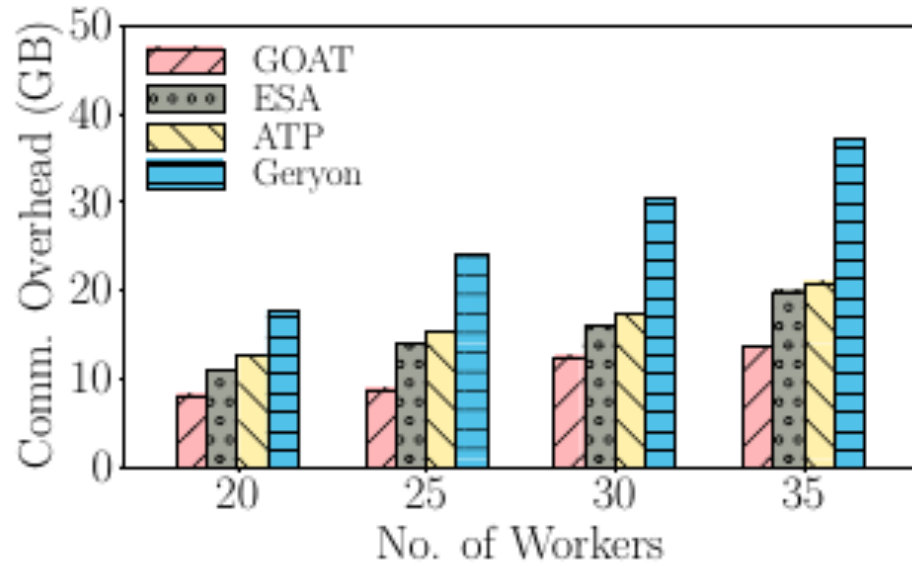 Comm. Overhead (GB)
50
40
30
20
10
0
GOAT
ESA
ATP
Geryon
20 25 30 35
No. of Workers